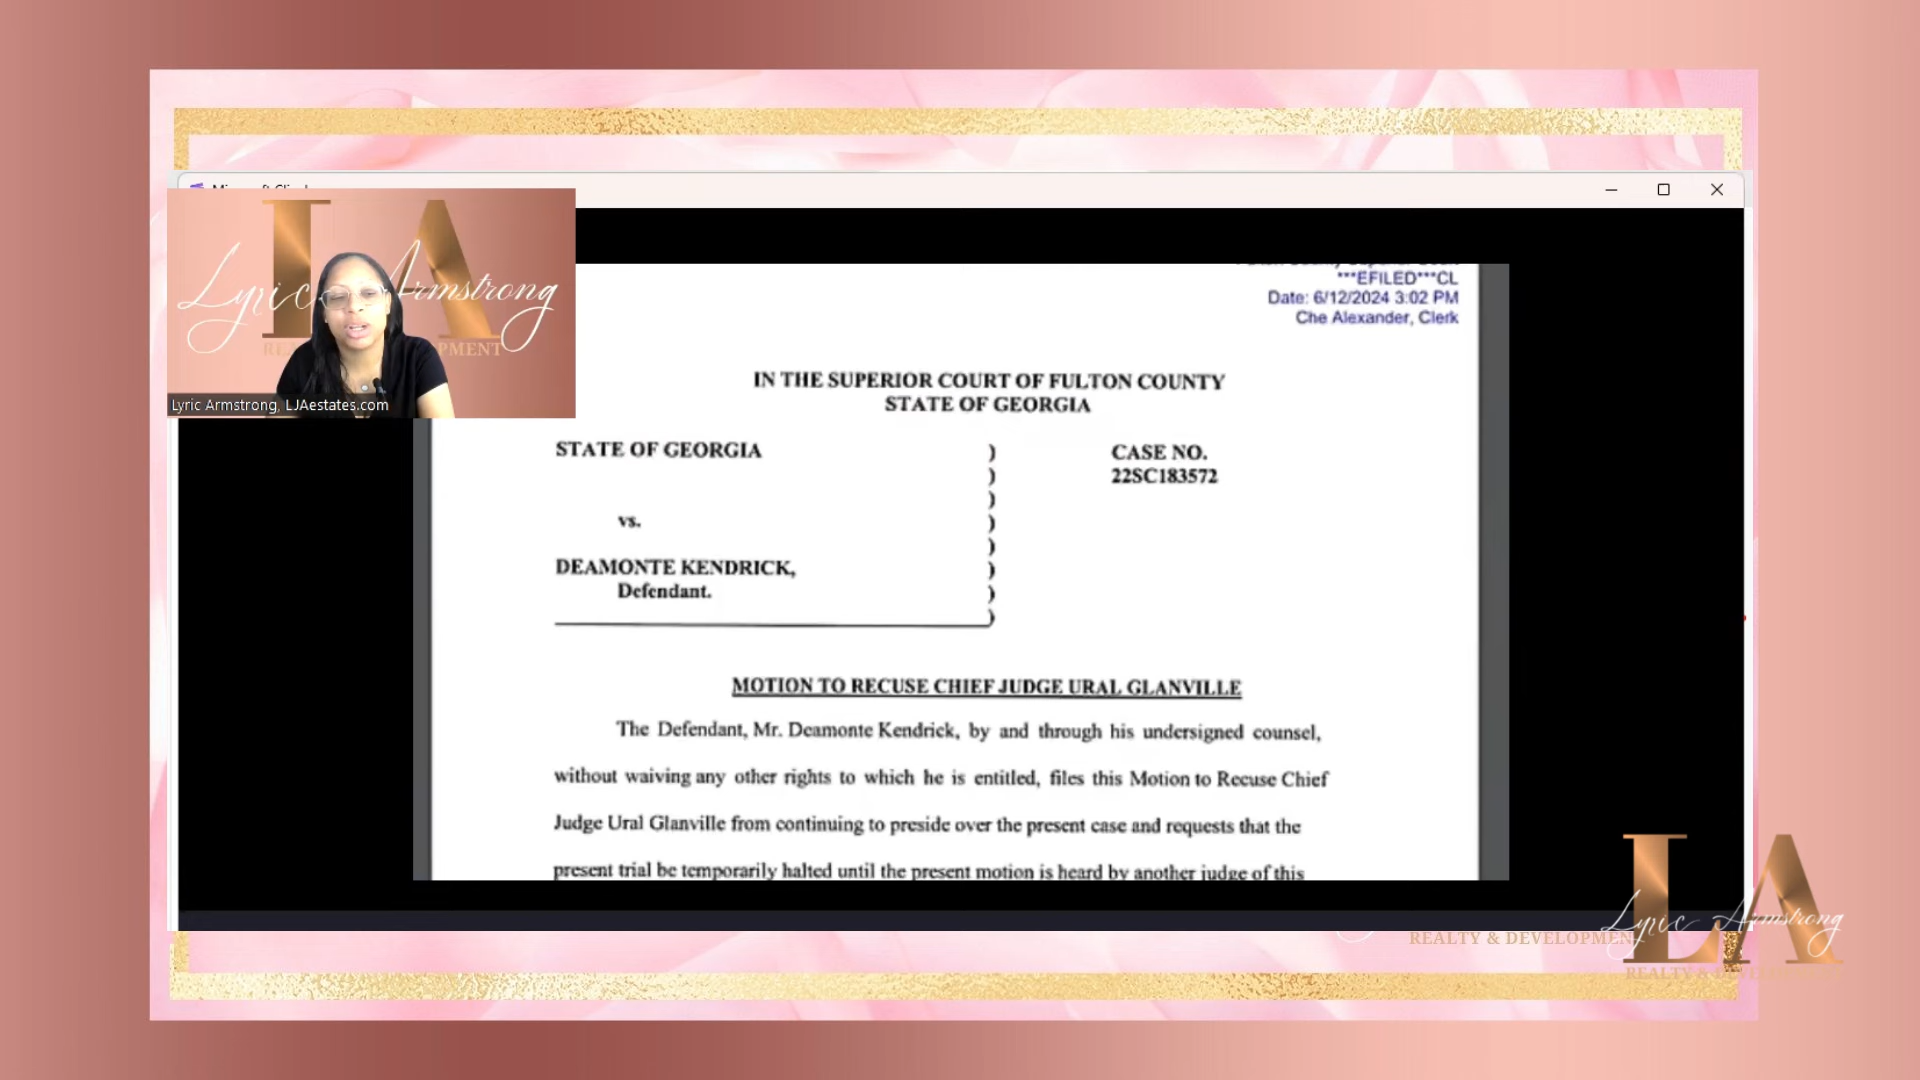 ***EFILED***CL
Date: 6/12/2024 3:02 PM
Che Alexander, Clerk
Lyric Armstrong
LA
Lyric Armstrong, LJAestates.com
IN THE SUPERIOR COURT OF FULTON COUNTY
STATE OF GEORGIA
STATE OF GEORGIA ) CASE NO.
) 22SC183572
)
vs. )
)
DEAMONTE KENDRICK, )
Defendant. )
)
MOTION TO RECUSE CHIEF JUDGE URAL GLANVILLE
The Defendant, Mr. Deamonte Kendrick, by and through his undersigned counsel,
without waiving any other rights to which he is entitled, files this Motion to Recuse Chief
Judge Ural Glanville from continuing to preside over the present case and requests that the
present trial be temporarily halted until the present motion is heard by another judge of this
LA
Lyric Armstrong
REALTY & DEVELOPMEN